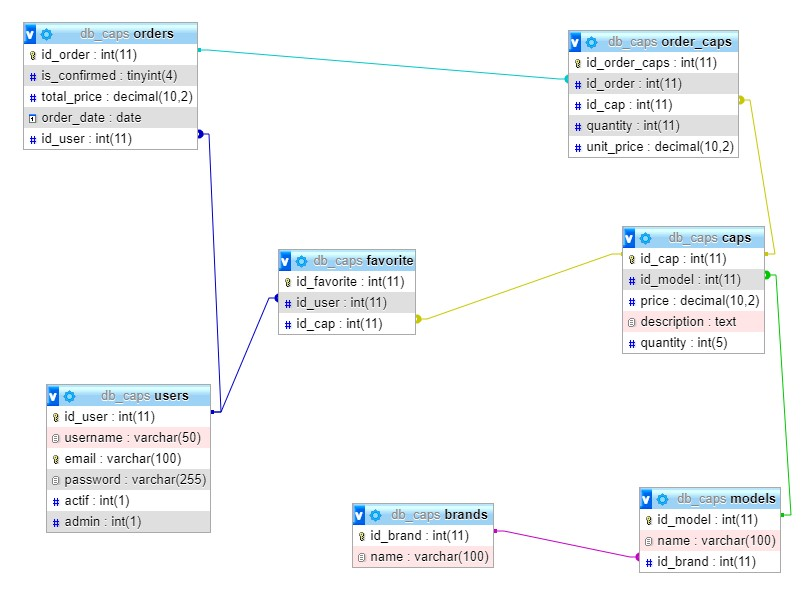 db_caps orders
id_order : int(11)
is_confirmed : tinyint(4)
total_price : decimal(10,2)
order_date : date
id_user : int(11)
db_caps order_caps
id_order_caps : int(11)
id_order : int(11)
id_cap : int(11)
quantity : int(11)
unit_price : decimal(10,2)
db_caps favorite
id_favorite : int(11)
id_user : int(11)
id_cap : int(11)
db_caps caps
id_cap : int(11)
id_model : int(11)
price : decimal(10,2)
description : text
quantity : int(5)
db_caps users
id_user : int(11)
username : varchar(50)
email : varchar(100)
password : varchar(255)
actif : int(1)
admin : int(1)
db_caps brands
id_brand : int(11)
name : varchar(100)
db_caps models
id_model : int(11)
name : varchar(100)
id_brand : int(11)